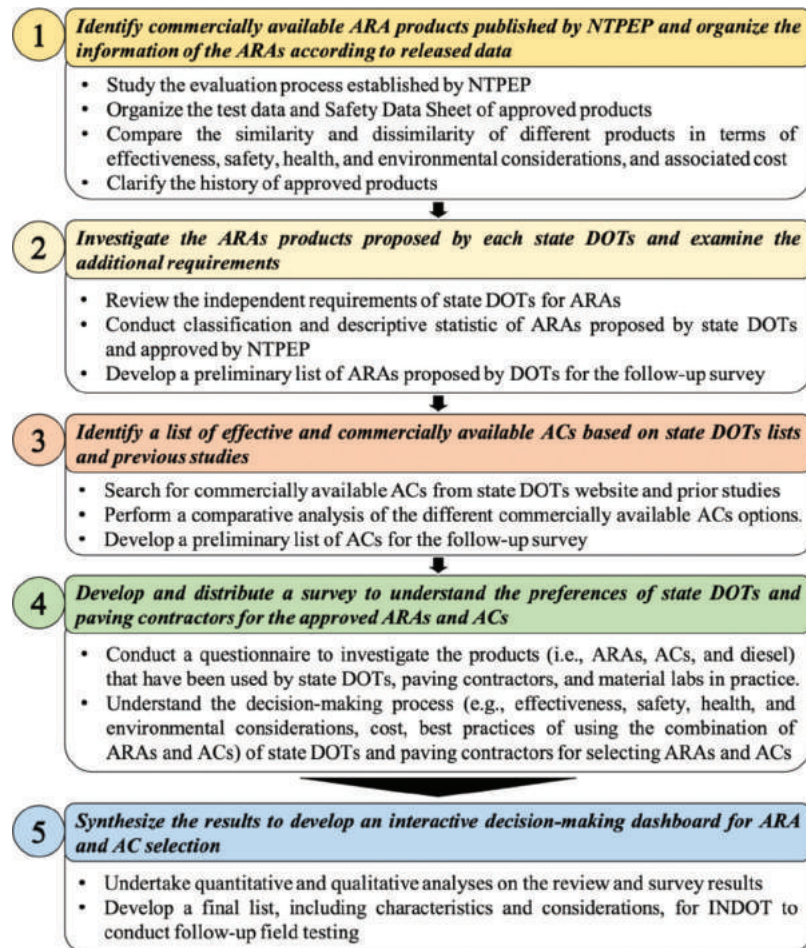 1
Identify commercially available ARA products published by NTPEP and organize the
information of the ARAs according to released data
• Study the evaluation process established by NTPEP
• Organize the test data and Safety Data Sheet of approved products
• Compare the similarity and dissimilarity of different products in terms of
effectiveness, safety, health, and environmental considerations, and associated cost
• Clarify the history of approved products
2
Investigate the ARAs products proposed by each state DOTs and examine the
additional requirements
• Review the independent requirements of state DOTs for ARAs
• Conduct classification and descriptive statistic of ARAs proposed by state DOTs
and approved by NTPEP
• Develop a preliminary list of ARAs proposed by DOTs for the follow-up survey
3
Identify a list of effective and commercially available ACs based on state DOTs lists
and previous studies
• Search for commercially available ACs from state DOTs website and prior studies
• Perform a comparative analysis of the different commercially available ACs options.
• Develop a preliminary list of ACs for the follow-up survey
4
Develop and distribute a survey to understand the preferences of state DOTs and
paving contractors for the approved ARAs and ACs
• Conduct a questionnaire to investigate the products (i.e., ARAs, ACs, and diesel)
that have been used by state DOTs, paving contractors, and material labs in practice.
• Understand the decision-making process (e.g., effectiveness, safety, health, and
environmental considerations, cost, best practices of using the combination of
ARAs and ACs) of state DOTs and paving contractors for selecting ARAs and ACs
5
Synthesize the results to develop an interactive decision-making dashboard for ARA
and AC selection
• Undertake quantitative and qualitative analyses on the review and survey results
• Develop a final list, including characteristics and considerations, for INDOT to
conduct follow-up field testing